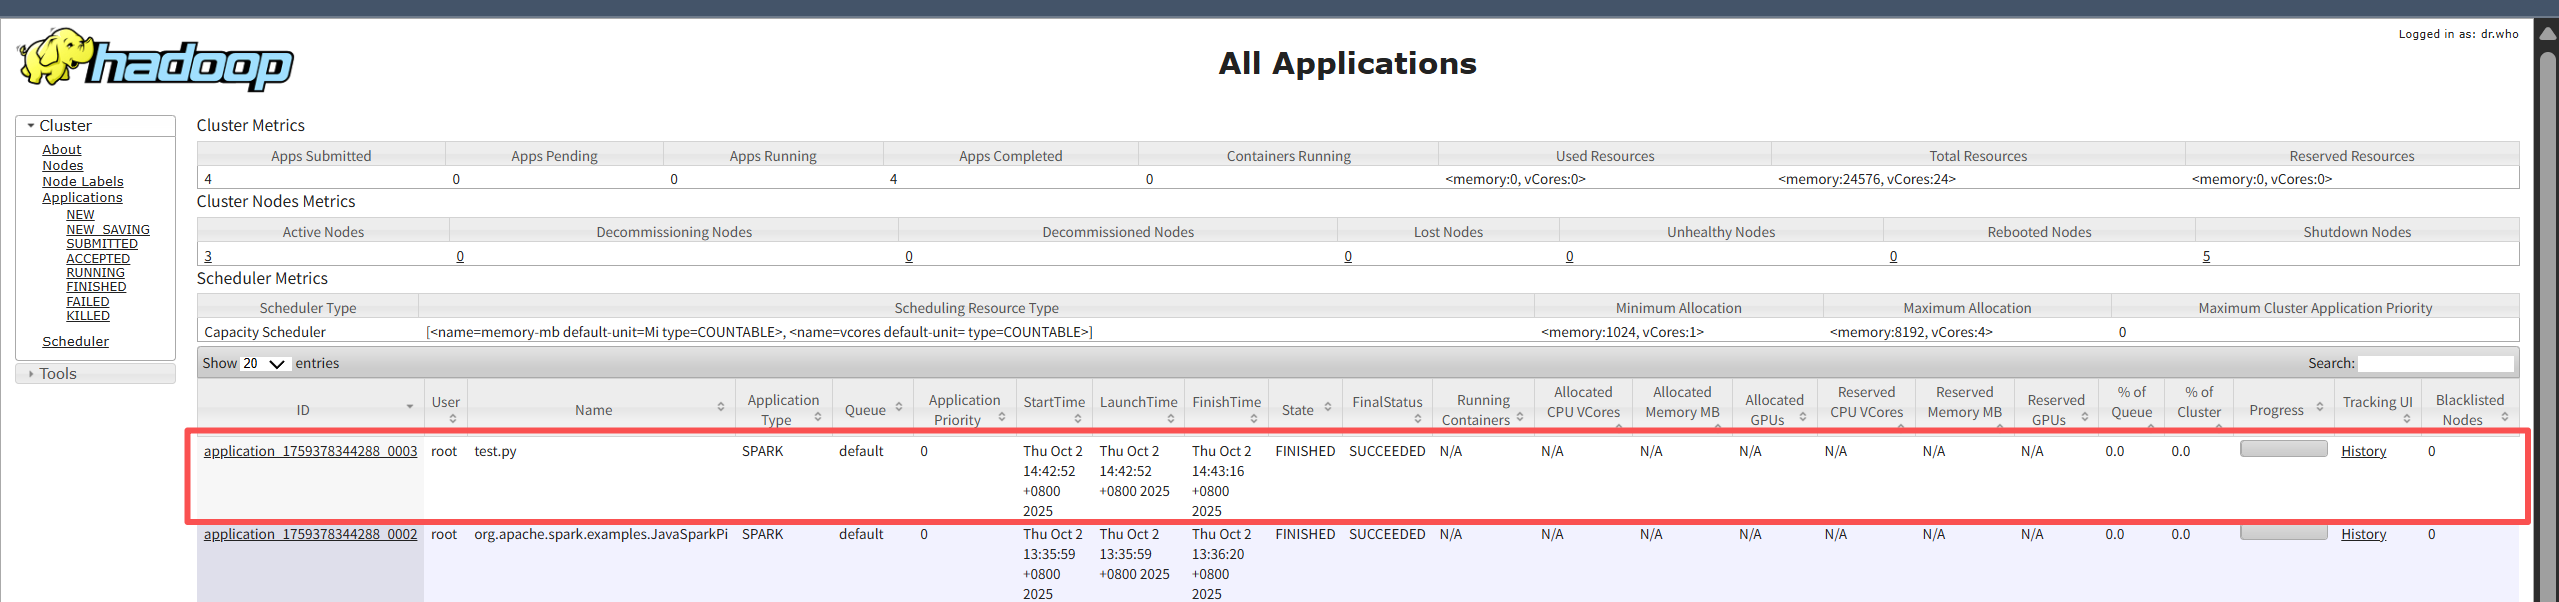 Logged in as: dr.who
hadoop
All Applications
Cluster
About
Nodes
Node Labels
Applications
NEW
NEW_SAVING
SUBMITTED
ACCEPTED
RUNNING
FINISHED
FAILED
KILLED
Scheduler
Tools
Cluster Metrics
Apps Submitted Apps Pending Apps Running Apps Completed Containers Running Used Resources Total Resources Reserved Resources
4 0 0 4 0 <memory:0, vCores:0> <memory:24576, vCores:24> <memory:0, vCores:0>
Cluster Nodes Metrics
Active Nodes Decommissioning Nodes Decommissioned Nodes Lost Nodes Unhealthy Nodes Rebooted Nodes Shutdown Nodes
3 0 0 0 0 0 5
Scheduler Metrics
Scheduler Type Scheduling Resource Type Minimum Allocation Maximum Allocation Maximum Cluster Application Priority
Capacity Scheduler [<name=memory-mb default-unit=Mi type=COUNTABLE>, <name=vcores default-unit= type=COUNTABLE>] <memory:1024, vCores:1> <memory:8192, vCores:4> 0
Show 20 entries Search:
ID User Name Application Type Queue Application Priority StartTime LaunchTime FinishTime State FinalStatus Running Containers Allocated CPU VCores Allocated Memory MB Allocated GPUs Reserved CPU VCores Reserved Memory MB Reserved GPUs % of Queue % of Cluster Progress Tracking UI Blacklisted Nodes
application_1759378344288_0003 root test.py SPARK default 0 Thu Oct 2 Thu Oct 2 Thu Oct 2 FINISHED SUCCEEDED N/A N/A N/A N/A N/A N/A N/A 0.0 0.0 History 0
14:42:52 14:42:52 14:43:16
+0800 +0800 2025 +0800
2025 2025
application_1759378344288_0002 root org.apache.spark.examples.JavaSparkPi SPARK default 0 Thu Oct 2 Thu Oct 2 Thu Oct 2 FINISHED SUCCEEDED N/A N/A N/A N/A N/A N/A N/A 0.0 0.0 History 0
13:35:59 13:35:59 13:36:20
+0800 +0800 2025 +0800
2025 2025